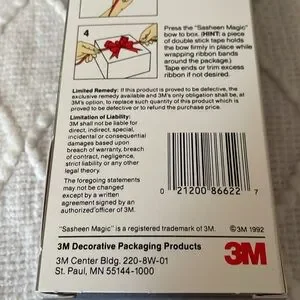 4
Press the "Sasheen Magic"
bow to box. (HINT: a piece
of double stick tape holds
the bow firmly in place while
wrapping ribbon bands
around the package.)
Tape ends or trim excess
ribbon if not desired.
Limited Remedy: If this product is proved to be defective, the
exclusive remedy available and 3M's only obligation shall be, at
3M's option, to replace such quantity of this product which is
proved to be defective or to refund the purchase price.
Limitation of Liability:
3M shall not be liable for
direct, indirect, special,
incidental or consequential
damages based upon
breach of warranty, breach
of contract, negligence,
strict liability or any other
legal theory.
The foregoing statements
may not be changed
except by a written
agreement signed by an
authorized officer of 3M.
0 21200 86622 7
"Sasheen Magic" is a registered trademark of 3M. ©3M 1992
3M Decorative Packaging Products
3M Center Bldg. 220-8W-01
St. Paul, MN 55144-1000
3M